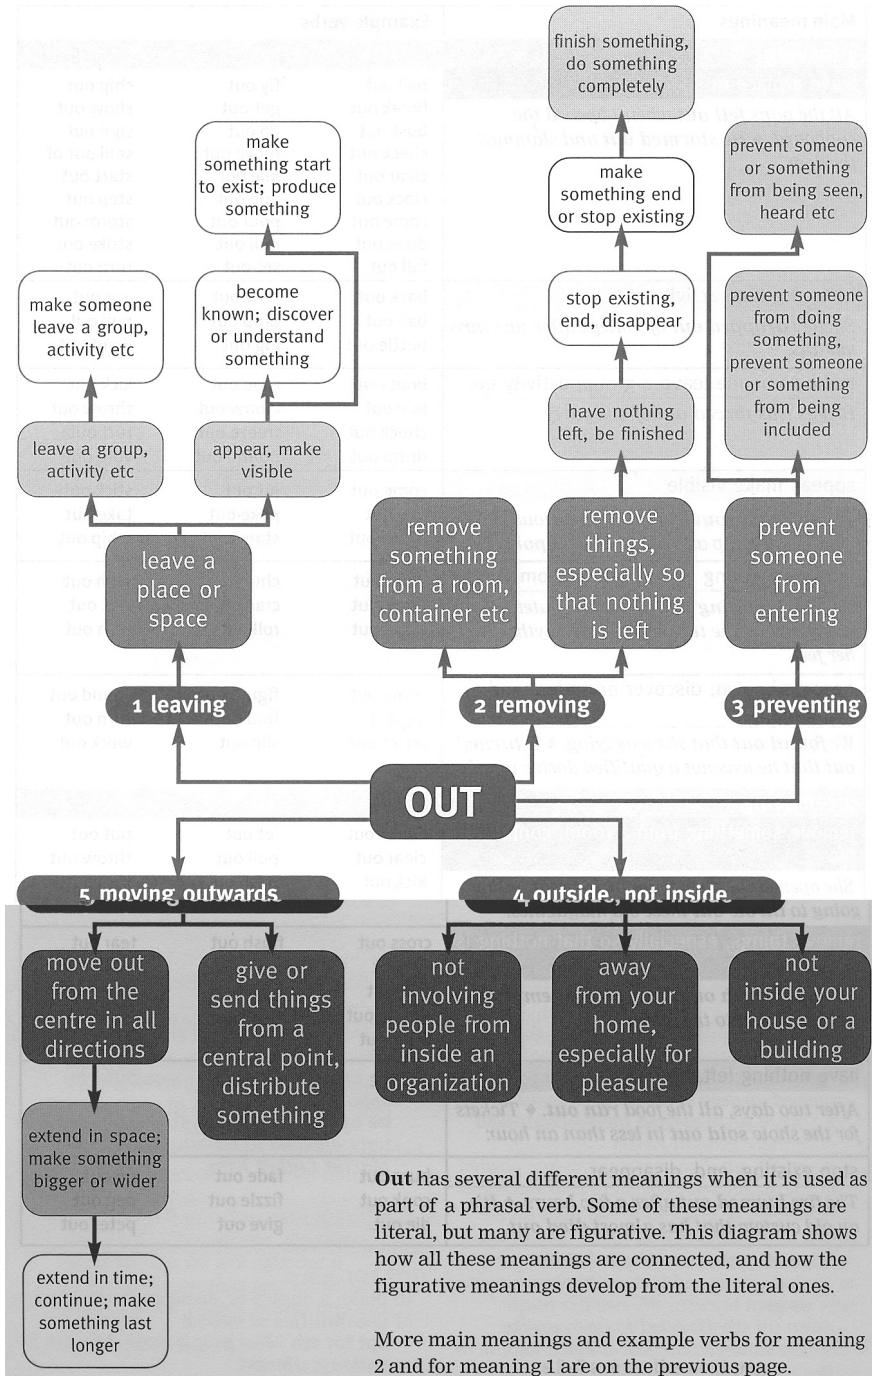 finish something,
do something
completely
make
something start
to exist; produce
something
prevent someone
or something
from being seen,
heard etc
make
something end
or stop existing
make someone
leave a group,
activity etc
become
known; discover
or understand
something
stop existing,
end, disappear
prevent someone
from doing
something,
prevent someone
or something
from being
included
have nothing
left, be finished
leave a group,
activity etc
appear, make
visible
leave a
place or
space
remove
something
from a room,
container etc
remove
things,
especially so
that nothing
is left
prevent
someone
from
entering
1 leaving
2 removing
3 preventing
OUT
5 moving outwards
4 outside, not inside
move out
from the
centre in all
directions
give or
send things
from a
central point,
distribute
something
not
involving
people from
inside an
organization
away
from your
home,
especially for
pleasure
not
inside your
house or a
building
extend in space;
make something
bigger or wider
extend in time;
continue; make
something last
longer
Out has several different meanings when it is used as
part of a phrasal verb. Some of these meanings are
literal, but many are figurative. This diagram shows
how all these meanings are connected, and how the
figurative meanings develop from the literal ones.
More main meanings and example verbs for meaning
2 and for meaning 1 are on the previous page.